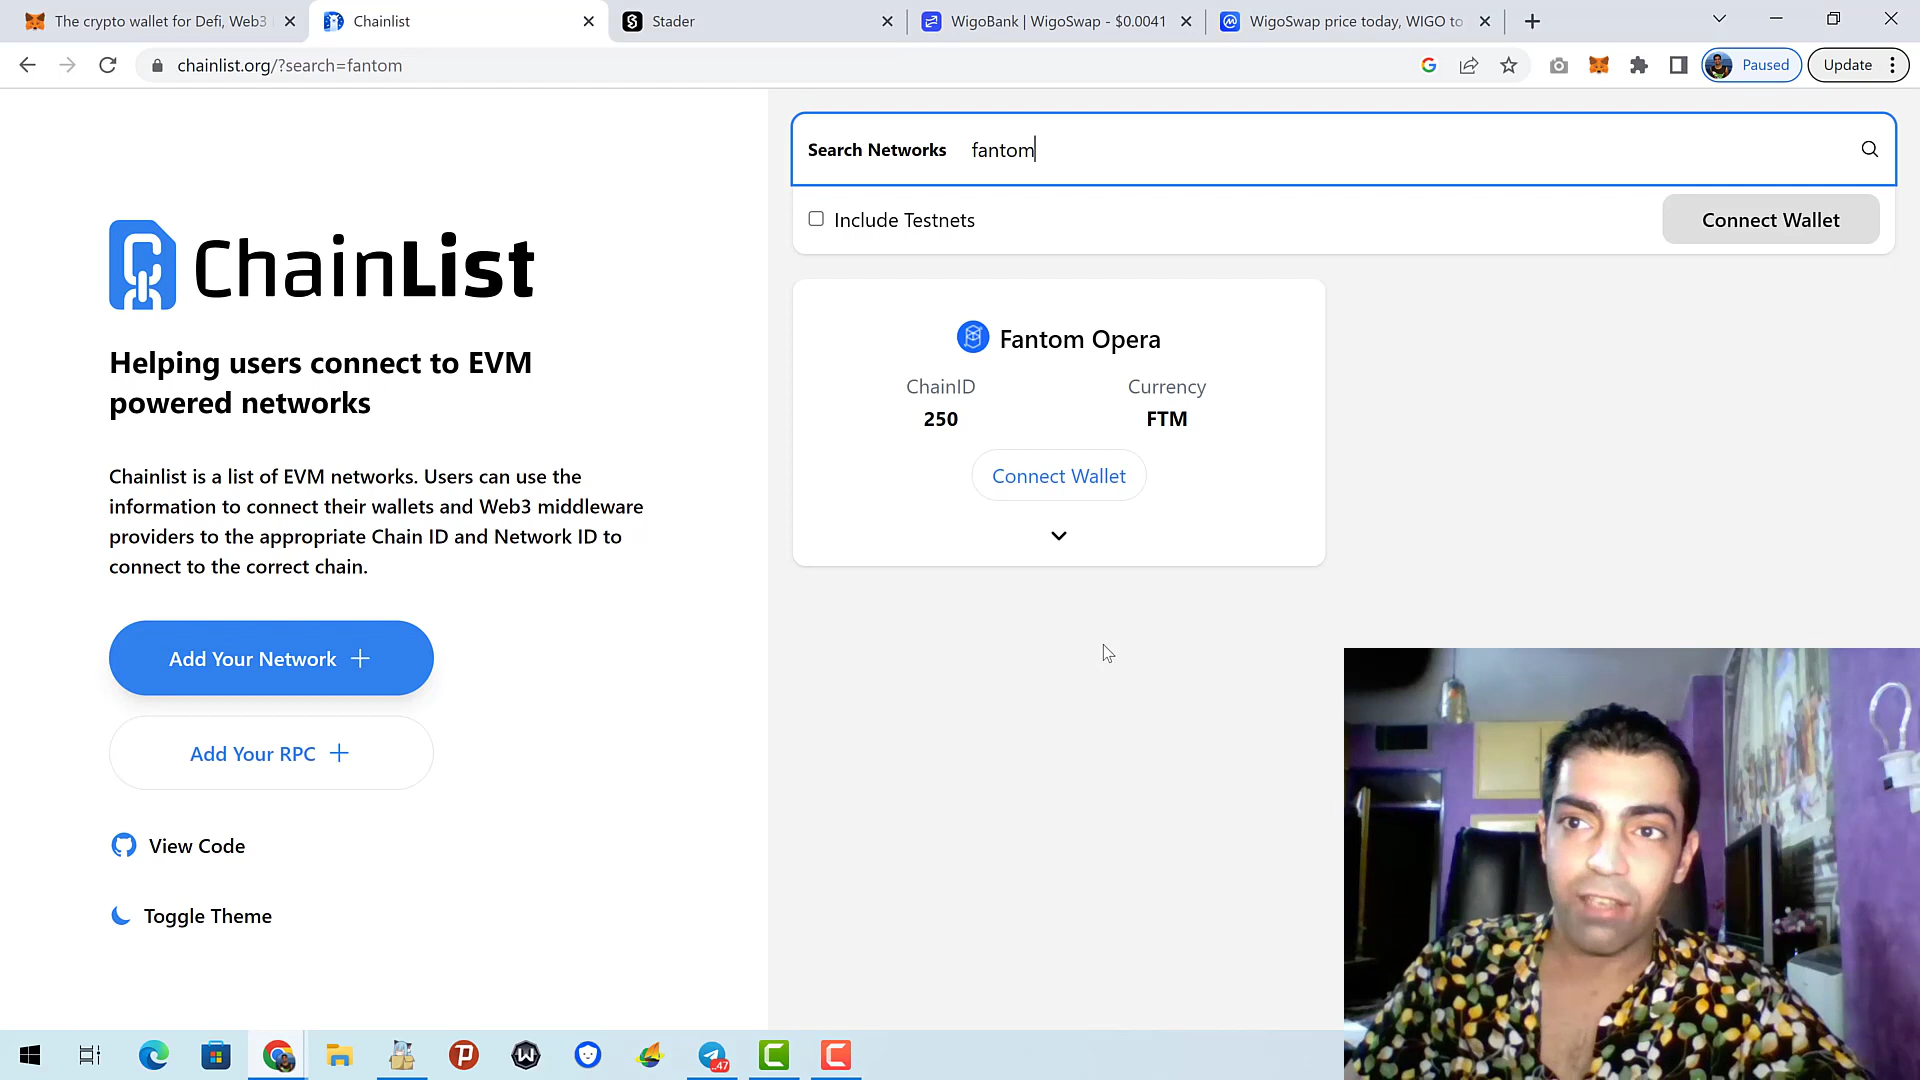 The crypto wallet for Defi, Web3
Chainlist
Stader
WigoBank | WigoSwap - $0.0041
WigoSwap price today, WIGO to
chainlist.org/?search=fantom
Paused
Update
Search Networks fantom
Include Testnets
Connect Wallet
ChainList
Helping users connect to EVM
powered networks
Chainlist is a list of EVM networks. Users can use the
information to connect their wallets and Web3 middleware
providers to the appropriate Chain ID and Network ID to
connect to the correct chain.
Add Your Network
Add Your RPC
View Code
Toggle Theme
Fantom Opera
ChainID
Currency
250
FTM
Connect Wallet
47